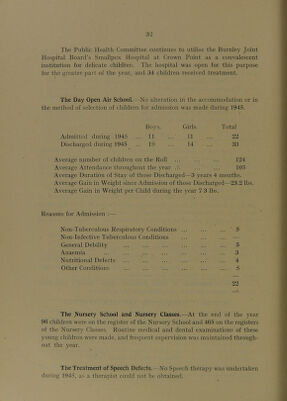 32
The Public Health Committee continues to utilise the Burnley Joint
Hospital Board's Smallpox Hospital at Crown Point as a convalescent
institution for delicate children. The hospital was open for this purpose
for the greater part of the year, and 34 children received treatment.
The Day Open Air School.—No alteration in the accommodation or in
the method of selection of children for admission was made during 1945.
Boys. Girls Total
Admitted during 1945 ... 11 ... 11 ... 22
Discharged during 1945 ... 19 ... 14 ... 33
Average number of children on the Roll ... ... ... 124
Average Attendance throughout the year ... ... 105
Average Duration of Stay of those Discharged—3 years 4 months.
Average Gain in Weight since Admission of those Discharged—23.2 lbs.
Average Gain in Weight per Child during the year 7.3 lbs.
Reasons for Admission :—
Non-Tuberculous Respiratory Conditions ... ... ... 5
Non-Infective Tuberculous Conditions ... ... ... —
General Debility ... ... ... ... ... 5
Anaemia ... ... ... ... ... 3
Nutritional Defects ... ... ... ... ... 4
Other Conditions ... ... ... ... ... 5
22
The Nursery School and Nursery Classes.—At the end of the year
96 children were on the register of the Nursery School and 403 on the registers
of the Nursery Classes. Routine medical and dental examinations of these
young children were made, and frequent supervision was maintained through-
out the year.
The Treatment of Speech Defects.—No Speech therapy was undertaken
during 1945, as a therapist could not be obtained.